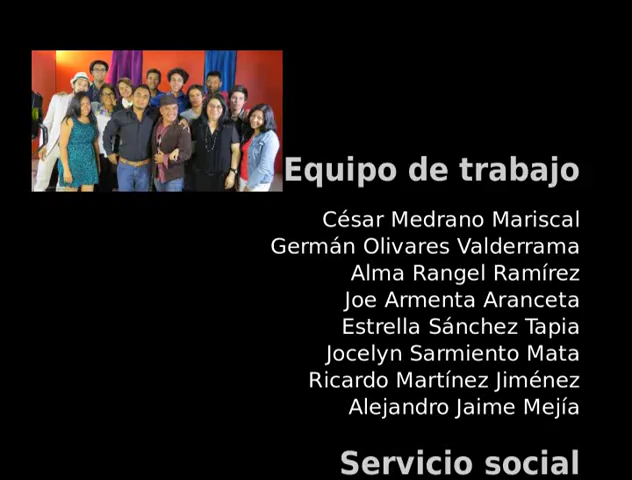 Equipo de trabajo
César Medrano Mariscal
Germán Olivares Valderrama
Alma Rangel Ramírez
Joe Armenta Aranceta
Estrella Sánchez Tapia
Jocelyn Sarmiento Mata
Ricardo Martínez Jiménez
Alejandro Jaime Mejía
Servicio social